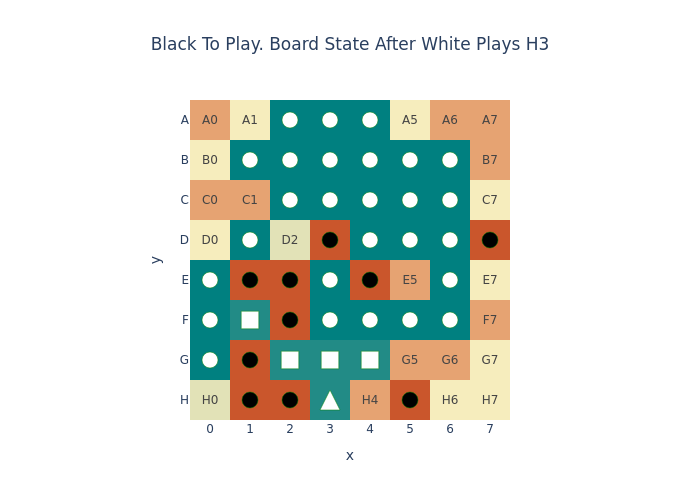 Black To Play. Board State After White Plays H3
A A0 A1 A5 A6 A7
B B0 B7
C C0 C1 C7
D D0 D2
E E5 E7
F F7
G G5 G6 G7
H H0 H4 H6 H7
0 1 2 3 4 5 6 7
x
y